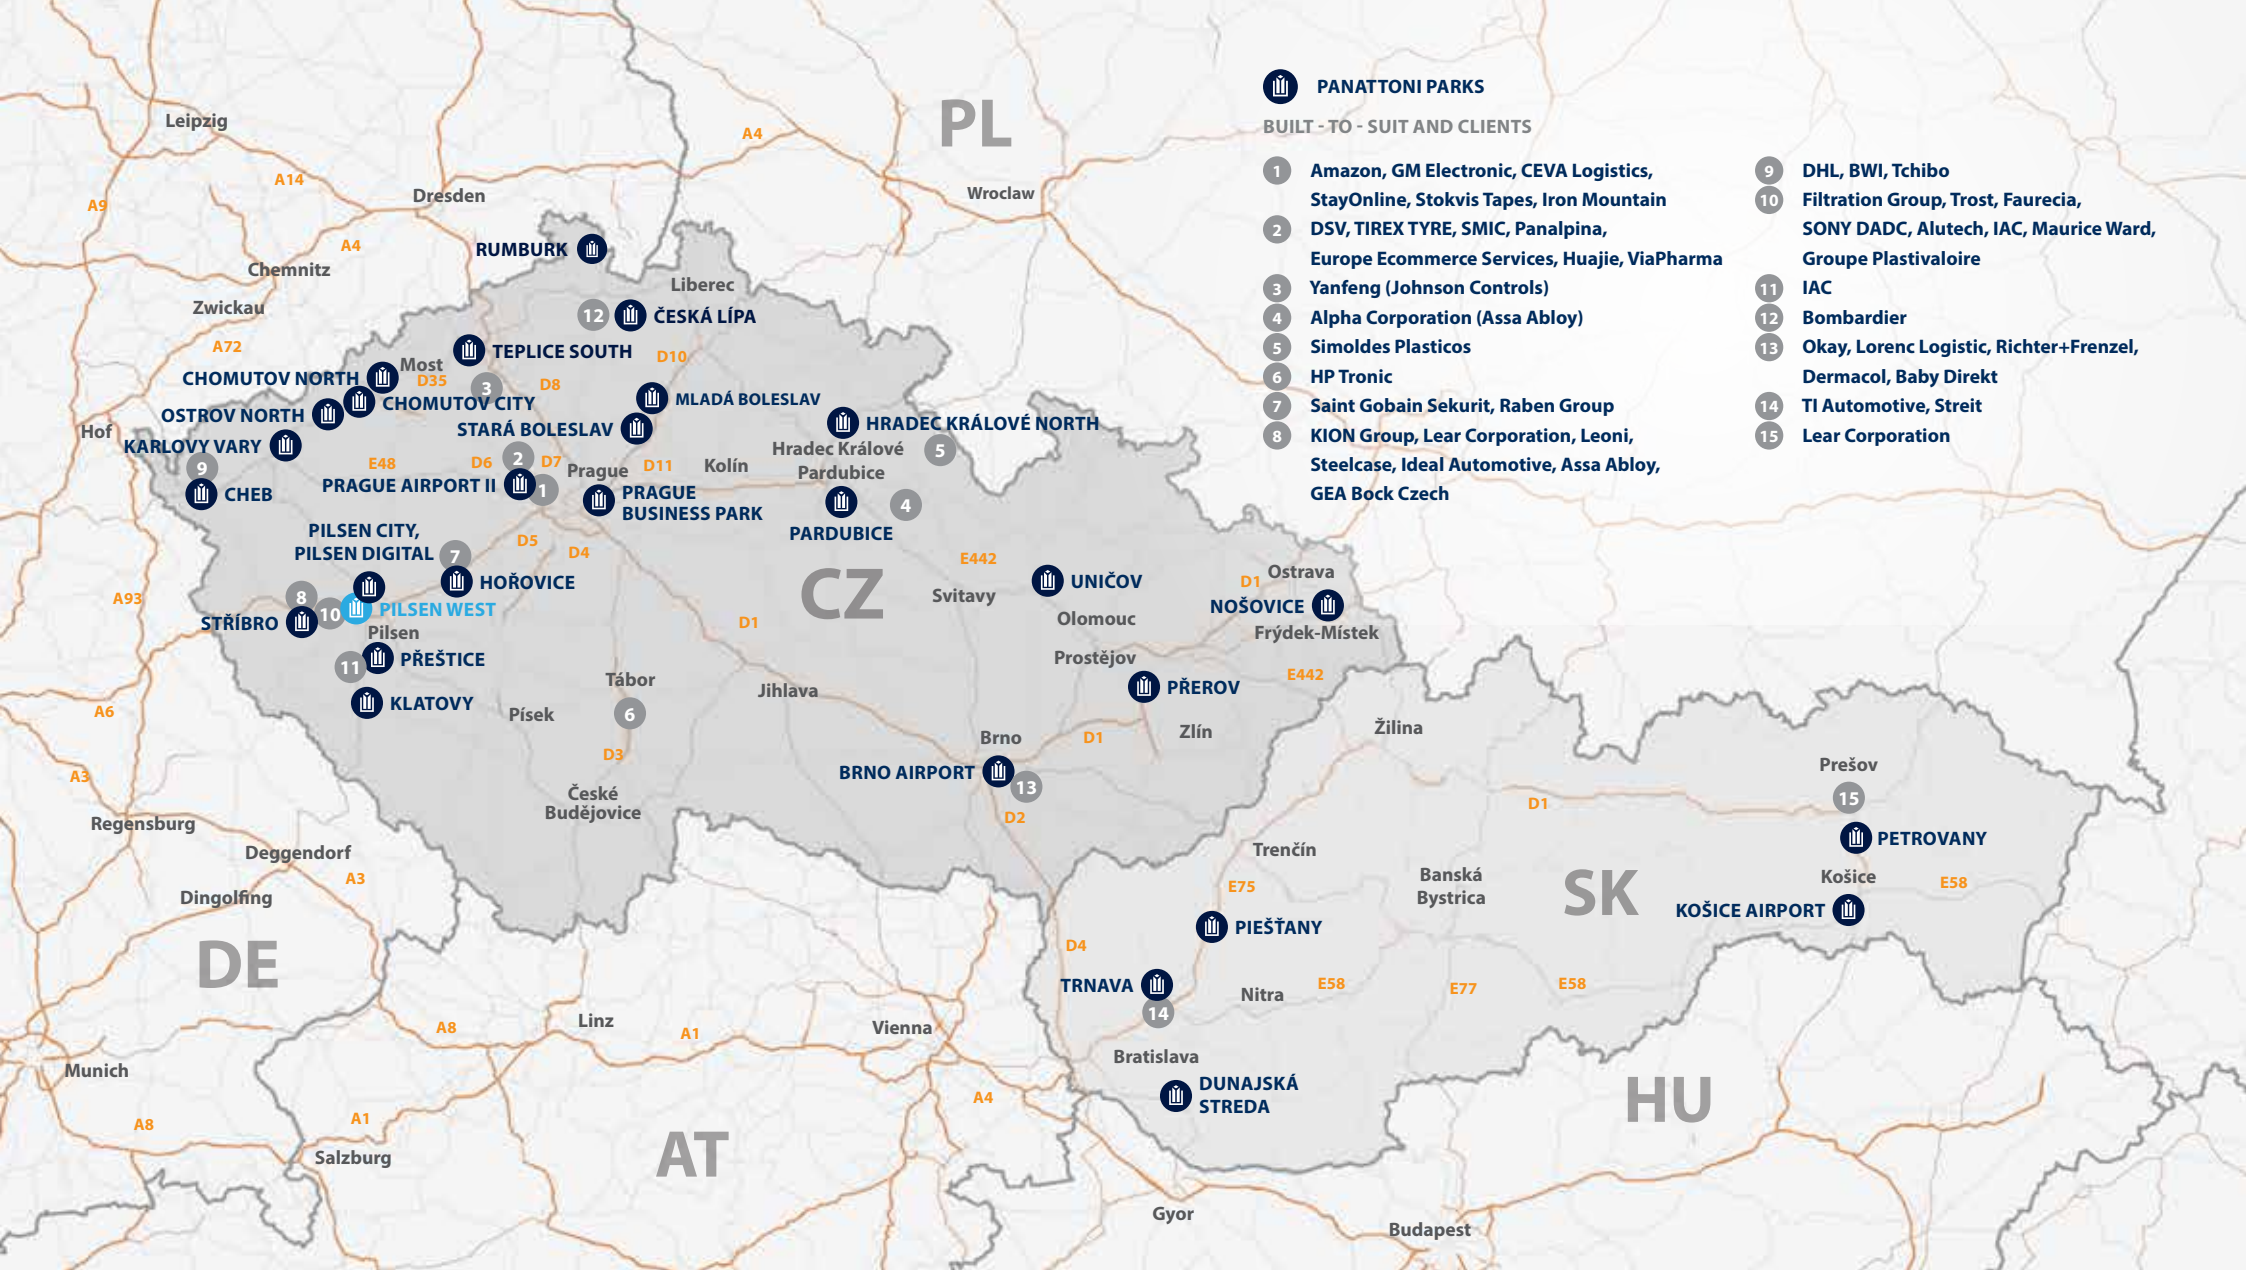 PANATTONI PARKS
BUILT - TO - SUIT AND CLIENTS
1 Amazon, GM Electronic, CEVA Logistics,
StayOnline, Stokvis Tapes, Iron Mountain
2 DSV, TIREX TYRE, SMIC, Panalpina,
Europe Ecommerce Services, Huajie, ViaPharma
3 Yanfeng (Johnson Controls)
4 Alpha Corporation (Assa Abloy)
5 Simoldes Plasticos
6 HP Tronic
7 Saint Gobain Sekurit, Raben Group
8 KION Group, Lear Corporation, Leoni,
Steelcase, Ideal Automotive, Assa Abloy,
GEA Bock Czech
9 DHL, BWI, Tchibo
10 Filtration Group, Trost, Faurecia,
SONY DADC, Alutech, IAC, Maurice Ward,
Groupe Plastivaloire
11 IAC
12 Bombardier
13 Okay, Lorenc Logistic, Richter+Frenzel,
Dermacol, Baby Direkt
14 TI Automotive, Streit
15 Lear Corporation
PL
Leipzig
A4
A14
Dresden
Wroclaw
A9
A4
RUMBURK
Chemnitz
Liberec
Zwickau
12
ČESKÁ LÍPA
A72
TEPLICE SOUTH
D10
Most
CHOMUTOV NORTH
D35
3
D8
CHOMUTOV CITY
MLADÁ BOLESLAV
OSTROV NORTH
HRADEC KRÁLOVÉ NORTH
STARÁ BOLESLAV
Hof
KARLOVY VARY
Hradec Králové
5
9
E48
D6
2
D7
Prague
D11
Kolín
Pardubice
CHEB
PRAGUE AIRPORT II
1
PRAGUE
BUSINESS PARK
4
PARDUBICE
PILSEN CITY,
PILSEN DIGITAL
7
D5
D4
E442
HOŘOVICE
CZ
UNIČOV
Ostrava
D1
Svitavy
A93
8
10
PILSEN WEST
NOŠOVICE
STŘÍBRO
Olomouc
D1
Pilsen
Frýdek-Místek
11
PŘEŠTICE
Prostějov
E442
Tábor
Jihlava
PŘEROV
KLATOVY
6
Písek
A6
Žilina
Zlín
Brno
D1
D3
BRNO AIRPORT
13
A3
Prešov
15
České
Budějovice
D2
D1
Regensburg
PETROVANY
Deggendorf
Trenčín
A3
Banská
Bystrica
Košice
E58
Dingolfing
E75
SK
KOŠICE AIRPORT
PIEŠŤANY
DE
D4
TRNAVA
14
Nitra
E58
E77
E58
Linz
A8
A1
Vienna
Bratislava
Munich
DUNAJSKÁ
STREDA
A4
HU
A8
A1
AT
Salzburg
Gyor
Budapest